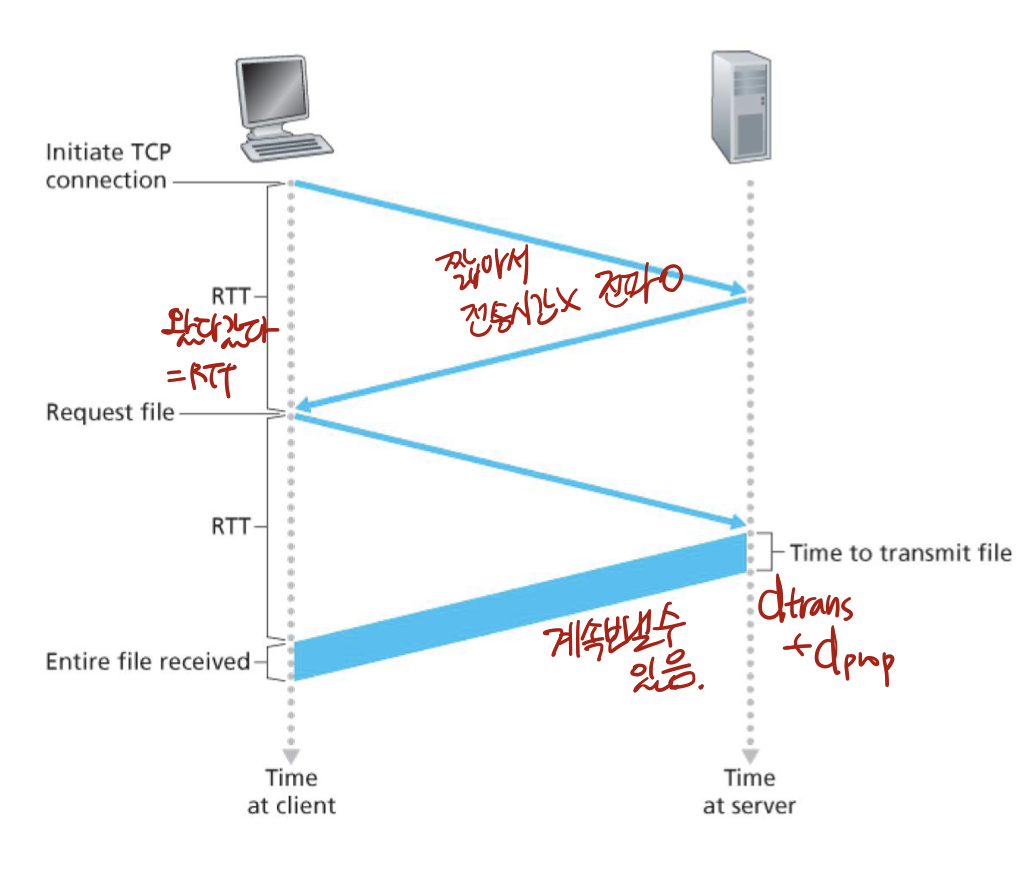 Initiate TCP
connection
짧아서
전송시간X 전파O
RTT
왔다갔다
=RTT
Request file
RTT
Time to transmit file
dtrans
+dprop
계속보낼수
있음.
Entire file received
Time
at client
Time
at server